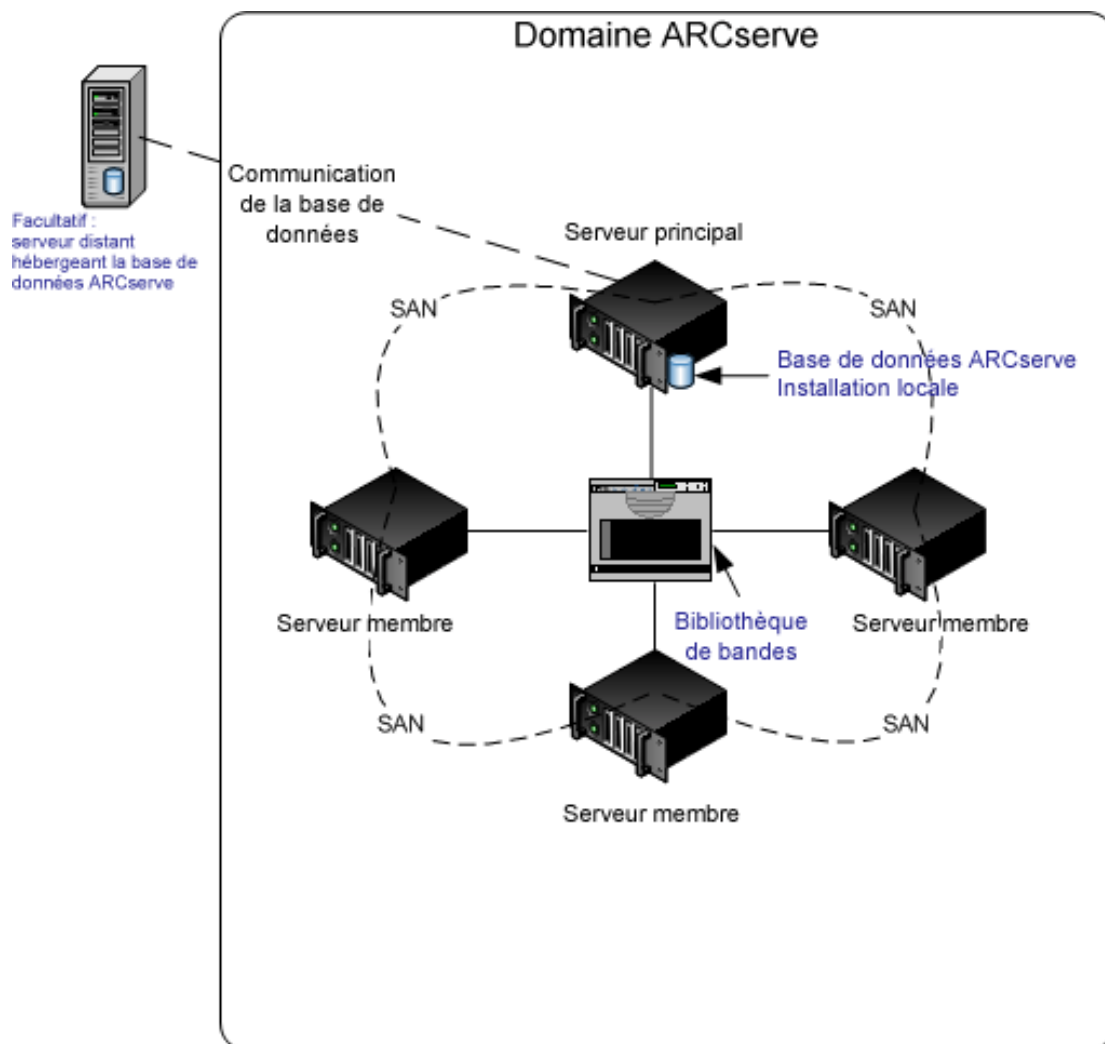 Domaine ARCserve
Communication
de la base de
données
Facultatif :
serveur distant
hébergeant la base de
données ARCserve
Serveur principal
SAN
SAN
Base de données ARCserve
Installation locale
Serveur membre
Bibliothèque
de bandes
Serveur membre
SAN
SAN
Serveur membre